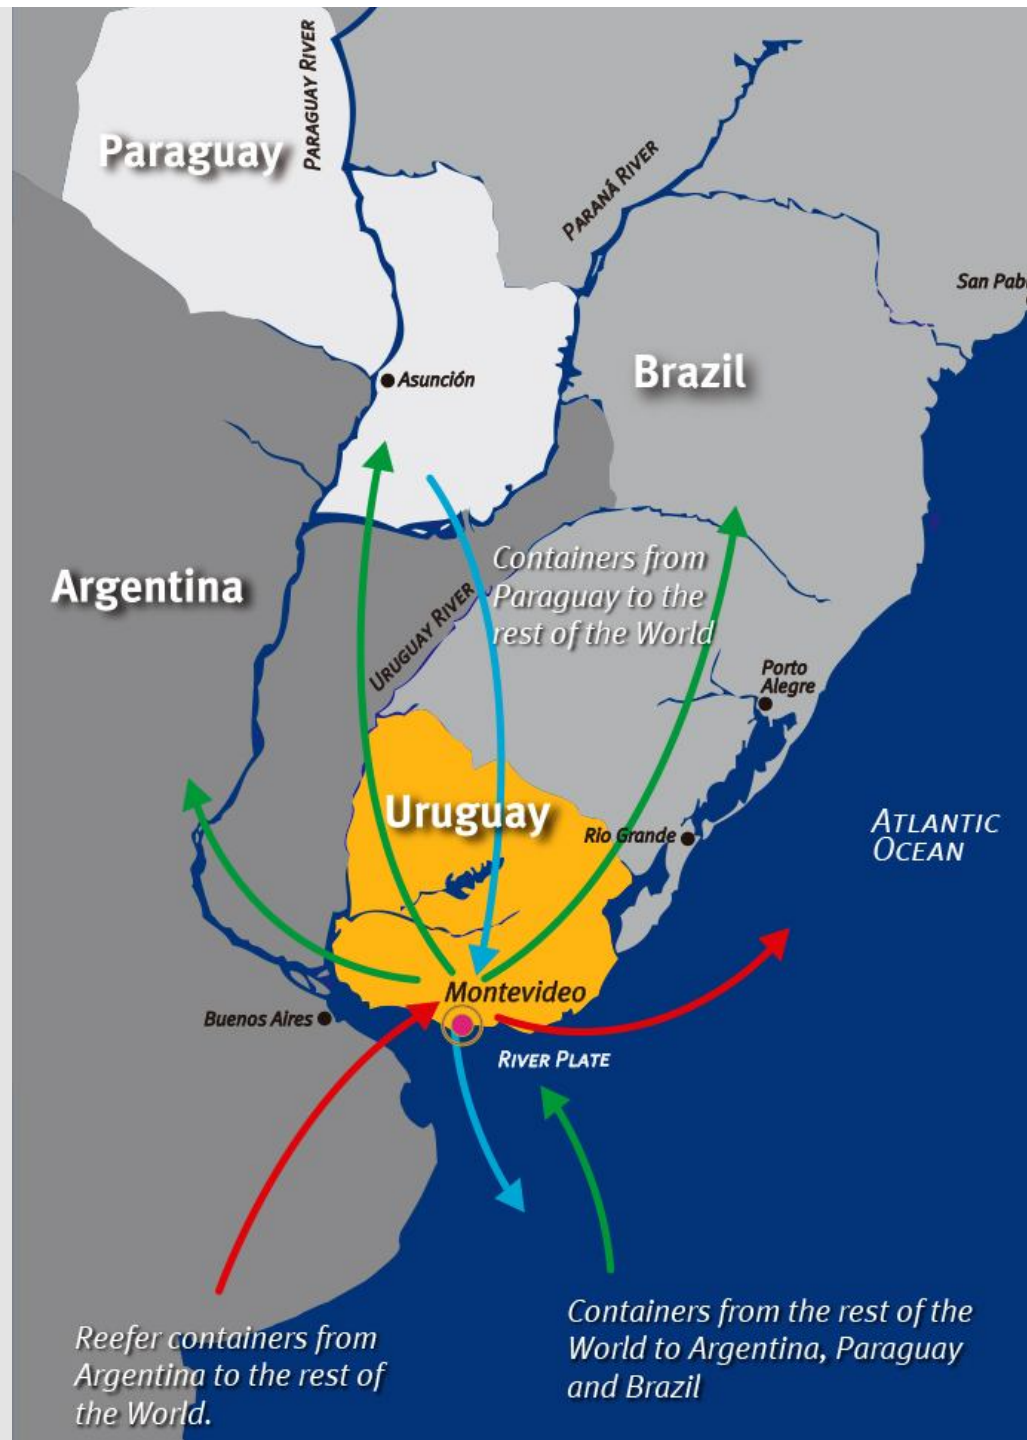 PARAGUAY RIVER
Paraguay
PARANÁ RIVER
San Pab
Brazil
Asunción
Containers from
Paraguay to the
rest of the World
Argentina
URUGUAY RIVER
Porto
Alegre
Uruguay
Rio Grande
ATLANTIC
OCEAN
Montevideo
Buenos Aires
RIVER PLATE
Reefer containers from
Argentina to the rest of
the World.
Containers from the rest of the
World to Argentina, Paraguay
and Brazil